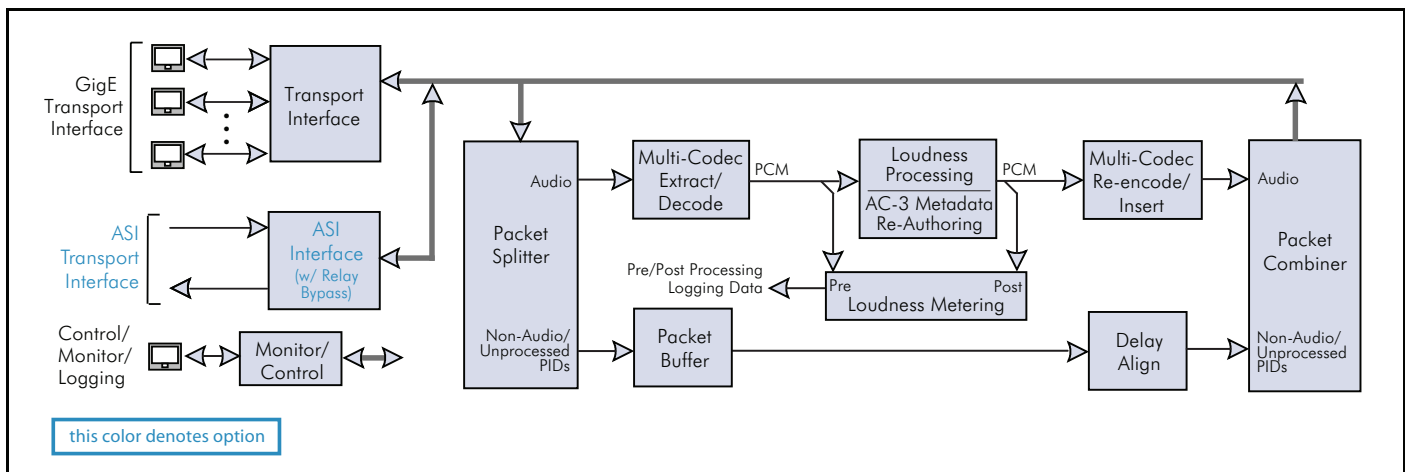 GigE
Transport
Interface
Transport
Interface
ASI
Transport
Interface
ASI
Interface
(w/ Relay
Bypass)
Control/
Monitor/
Logging
Monitor/
Control
this color denotes option
Audio
Packet
Splitter
Non-Audio/
Unprocessed
PIDs
Multi-Codec
Extract/
Decode
PCM
Loudness
Processing
AC-3 Metadata
Re-Authoring
PCM
Multi-Codec
Re-encode/
Insert
Pre/Post Processing
Logging Data
Pre
Post
Loudness Metering
Packet
Buffer
Delay
Align
Audio
Packet
Combiner
Non-Audio/
Unprocessed
PIDs